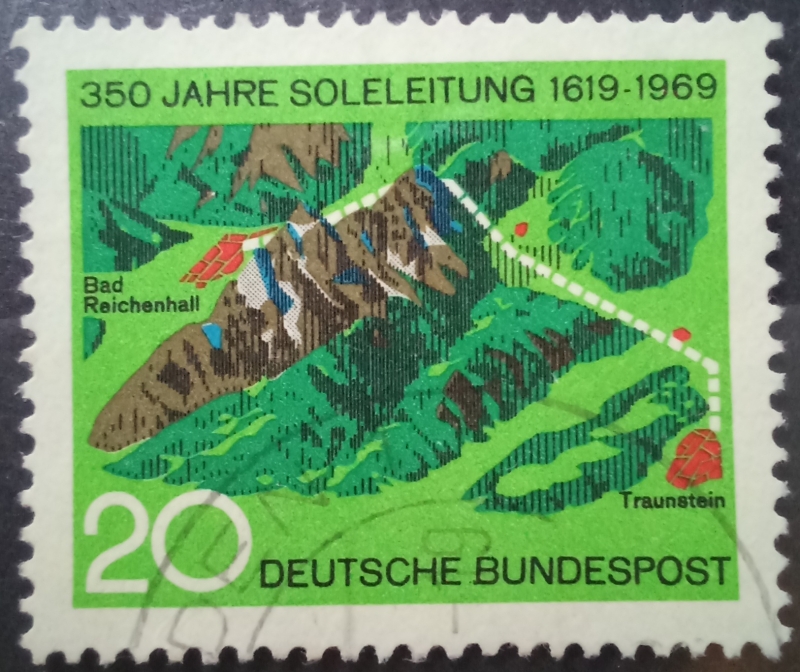 350 JAHRE SOLELEITUNG 1619-1969
Bad
Reichenhall
Traunstein
20
DEUTSCHE BUNDESPOST